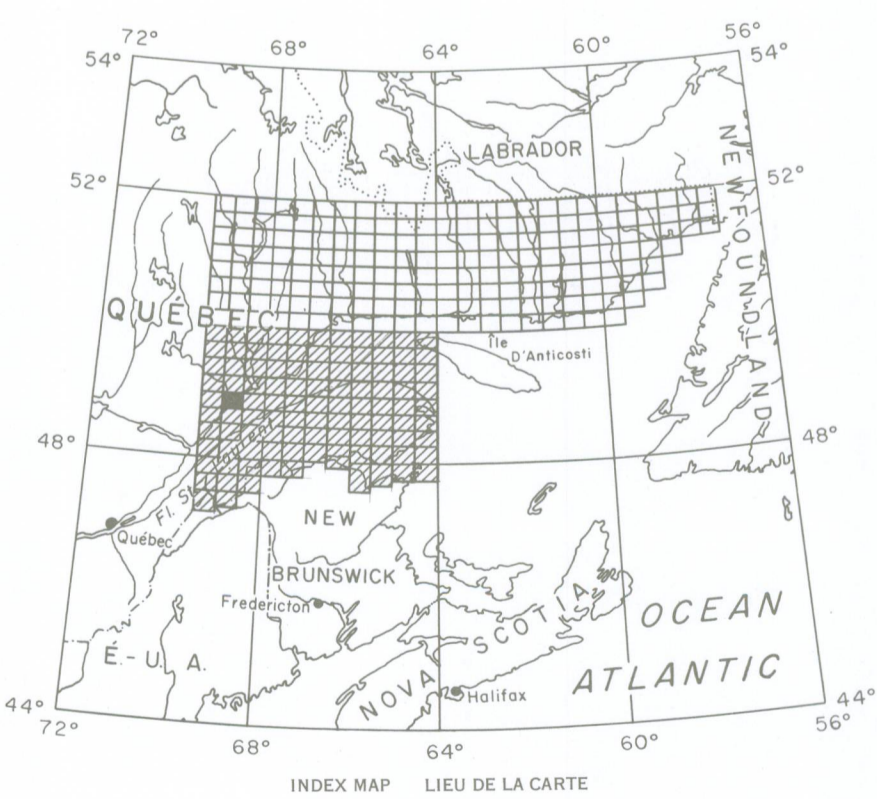 72°
68°
64°
60°
56°
54°
54°
LABRADOR
52°
52°
NEWFOUNDLAND
QUÉBEC
Île
D'Anticosti
48°
48°
Fl. St. Laurent
Québec
NEW
BRUNSWICK
Fredericton
NOVA SCOTIA
OCEAN
ATLANTIC
É.-U.A.
Halifax
44°
44°
72°
68°
64°
60°
56°
INDEX MAP LIEU DE LA CARTE